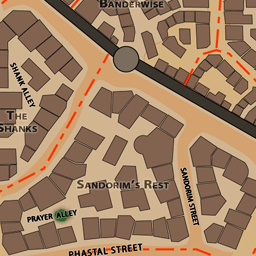 BANDERWISE
SHANK ALLEY
THE
SHANKS
SANDORIM'S REST
SANDORIM STREET
PRAYER ALLEY
PHASTAL STREET